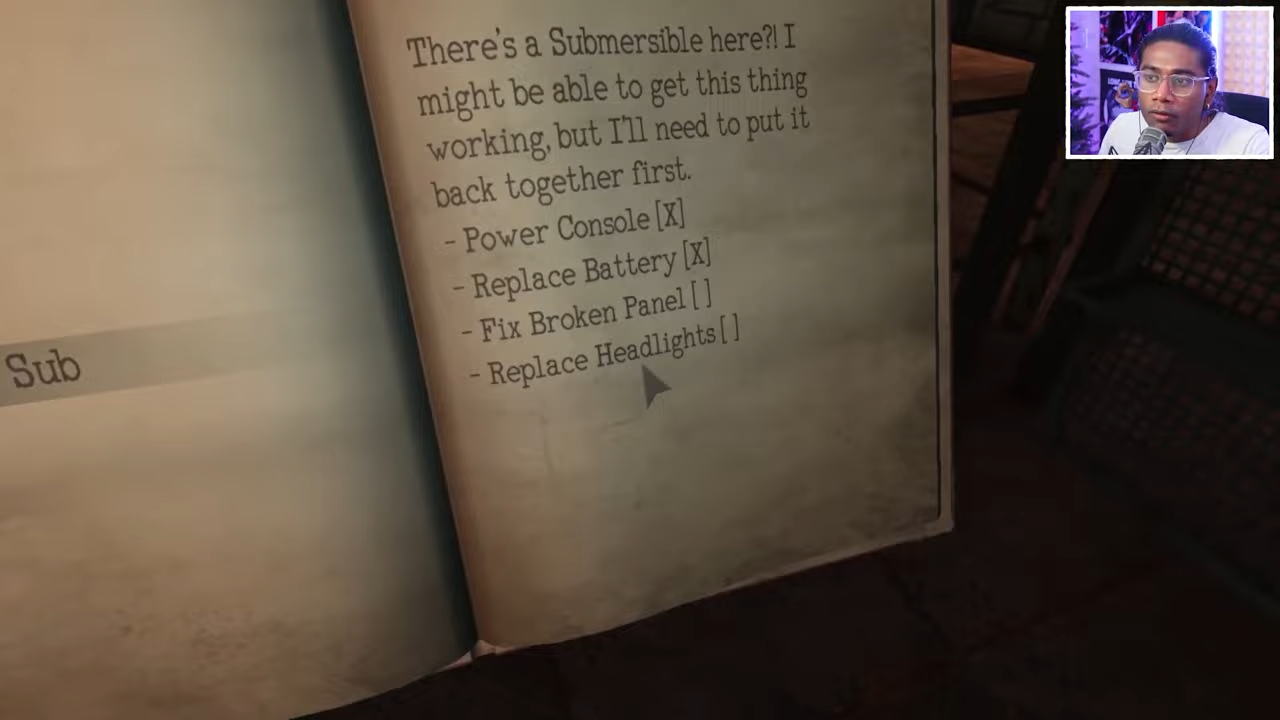 There's a Submersible here?! I
might be able to get this thing
working, but I'll need to put it
back together first.
- Power Console [X]
- Replace Battery [X]
- Fix Broken Panel [ ]
- Replace Headlights [ ]
Sub